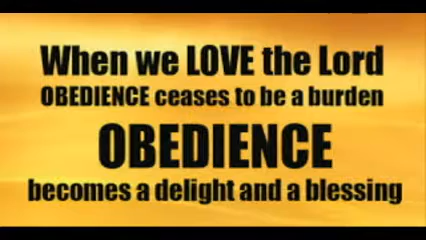 When we LOVE the Lord
OBEDIENCE ceases to be a burden
OBEDIENCE
becomes a delight and a blessing